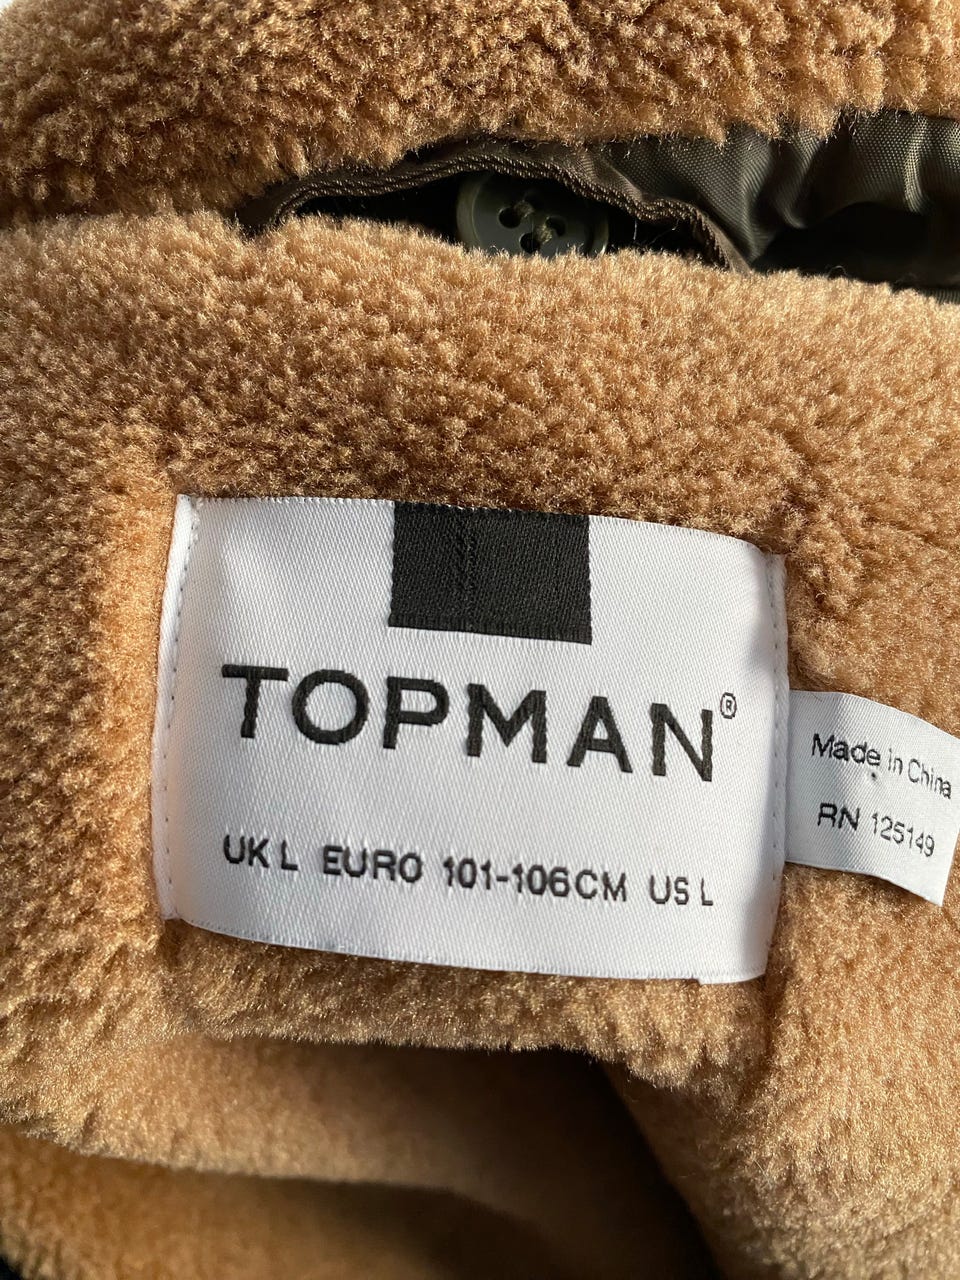 TOPMAN®
UK L EURO 101-106CM US L
Made in China
RN 125149